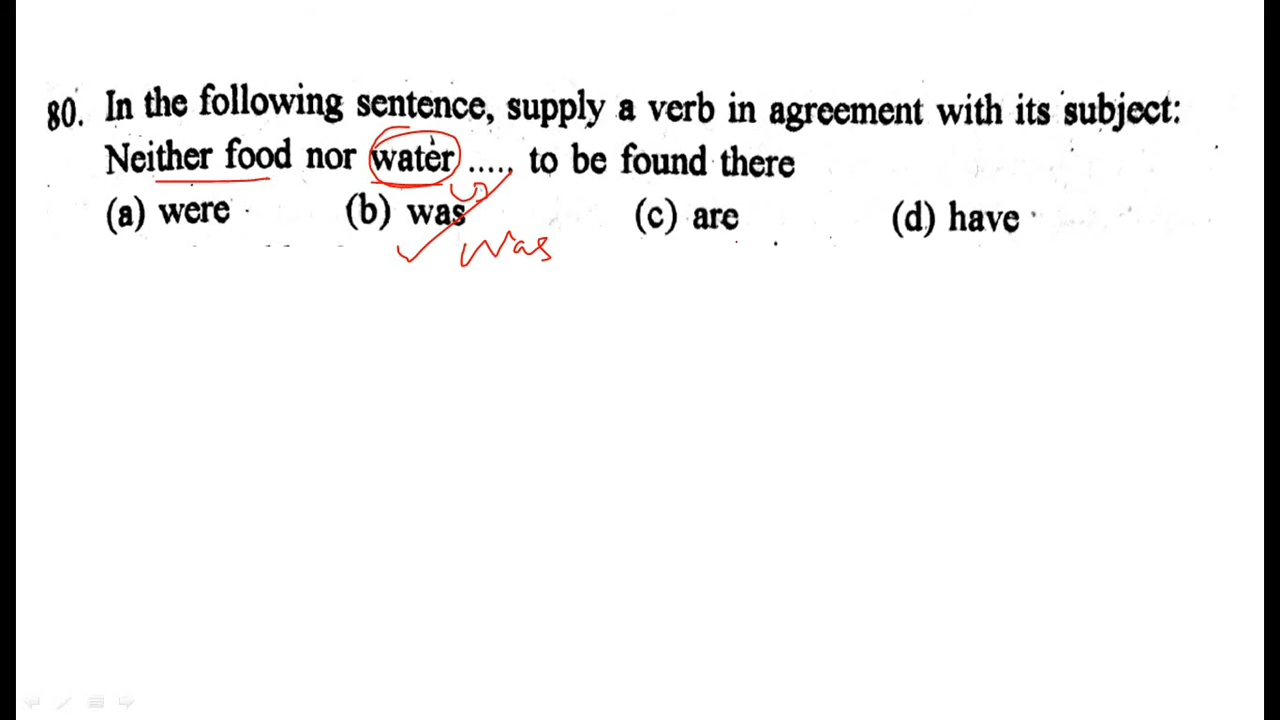 80. In the following sentence, supply a verb in agreement with its subject:
Neither food nor water ..... to be found there
(a) were (b) was (c) are (d) have
was